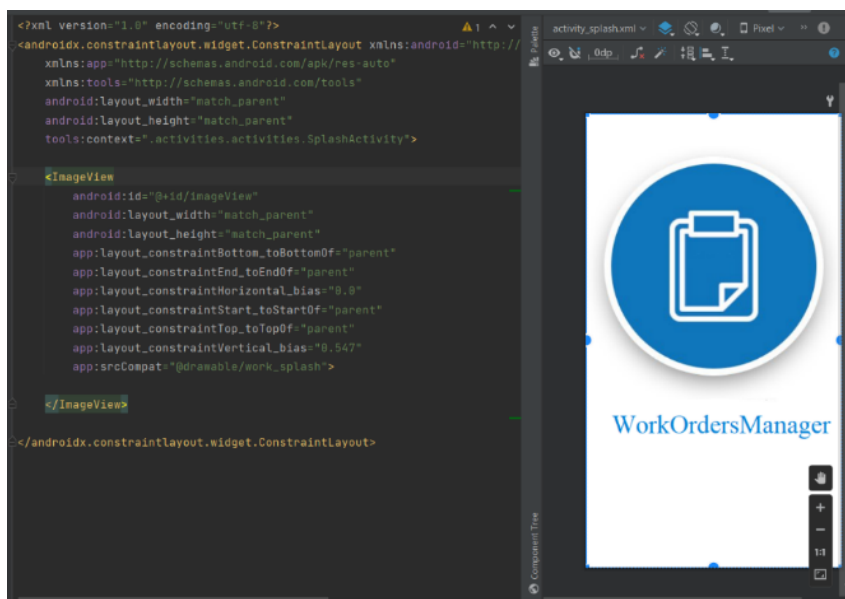 <?xml version="1.0" encoding="utf-8"?>
1
<androidx.constraintlayout.widget.ConstraintLayout xmlns:android="http://
xmlns:app="http://schemas.android.com/apk/res-auto"
xmlns:tools="http://schemas.android.com/tools"
android:layout_width="match_parent"
android:layout_height="match_parent"
tools:context=".activities.activities.SplashActivity">
<ImageView
android:id="@+id/imageView"
android:layout_width="match_parent"
android:layout_height="match_parent"
app:layout_constraintBottom_toBottomOf="parent"
app:layout_constraintEnd_toEndOf="parent"
app:layout_constraintHorizontal_bias="0.0"
app:layout_constraintStart_toStartOf="parent"
app:layout_constraintTop_toTopOf="parent"
app:layout_constraintVertical_bias="0.547"
app:srcCompat="@drawable/work_splash">
</ImageView>
</androidx.constraintlayout.widget.ConstraintLayout>
Palette
Component Tree
activity_splash.xml
Pixel
0dp
WorkOrdersManager
1:1